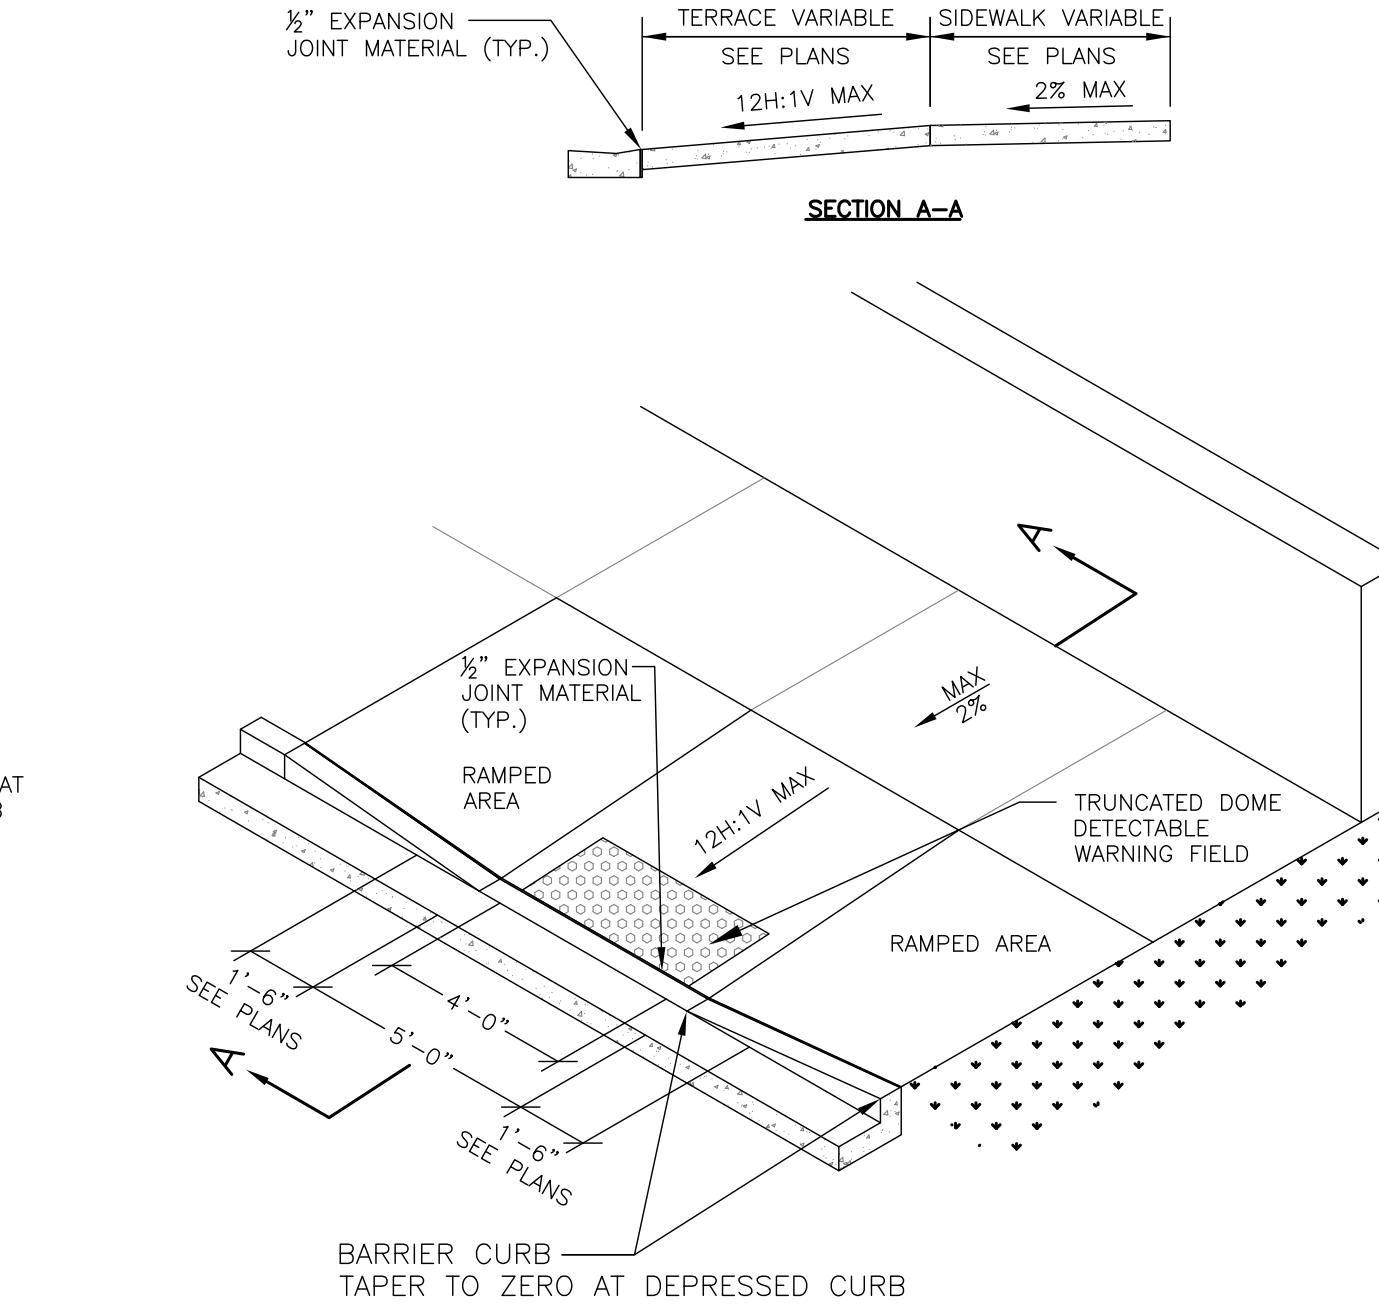 ½" EXPANSION
JOINT MATERIAL (TYP.)
TERRACE VARIABLE
SEE PLANS
SIDEWALK VARIABLE
SEE PLANS
12H:1V MAX
2% MAX
SECTION A-A
A
½" EXPANSION
JOINT MATERIAL
(TYP.)
MAX
2%
RAMPED
AREA
AT
12H:1V MAX
TRUNCATED DOME
DETECTABLE
WARNING FIELD
RAMPED AREA
1'-6"
SEE PLANS
4'-0"
5'-0"
A
1'-6"
SEE PLANS
BARRIER CURB
TAPER TO ZERO AT DEPRESSED CURB